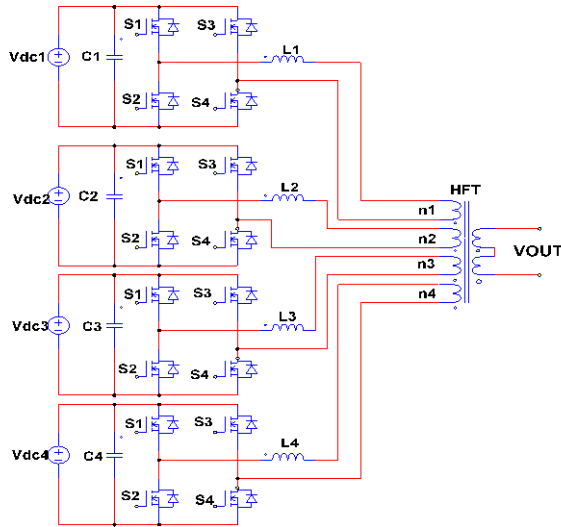 S1
S3
L1
Vdc1
C1
S2
S4
S1
S3
HFT
L2
Vdc2
C2
n1
S2
S4
n2
VOUT
S1
S3
n3
L3
n4
Vdc3
C3
S2
S4
S1
S3
L4
Vdc4
C4
S2
S4